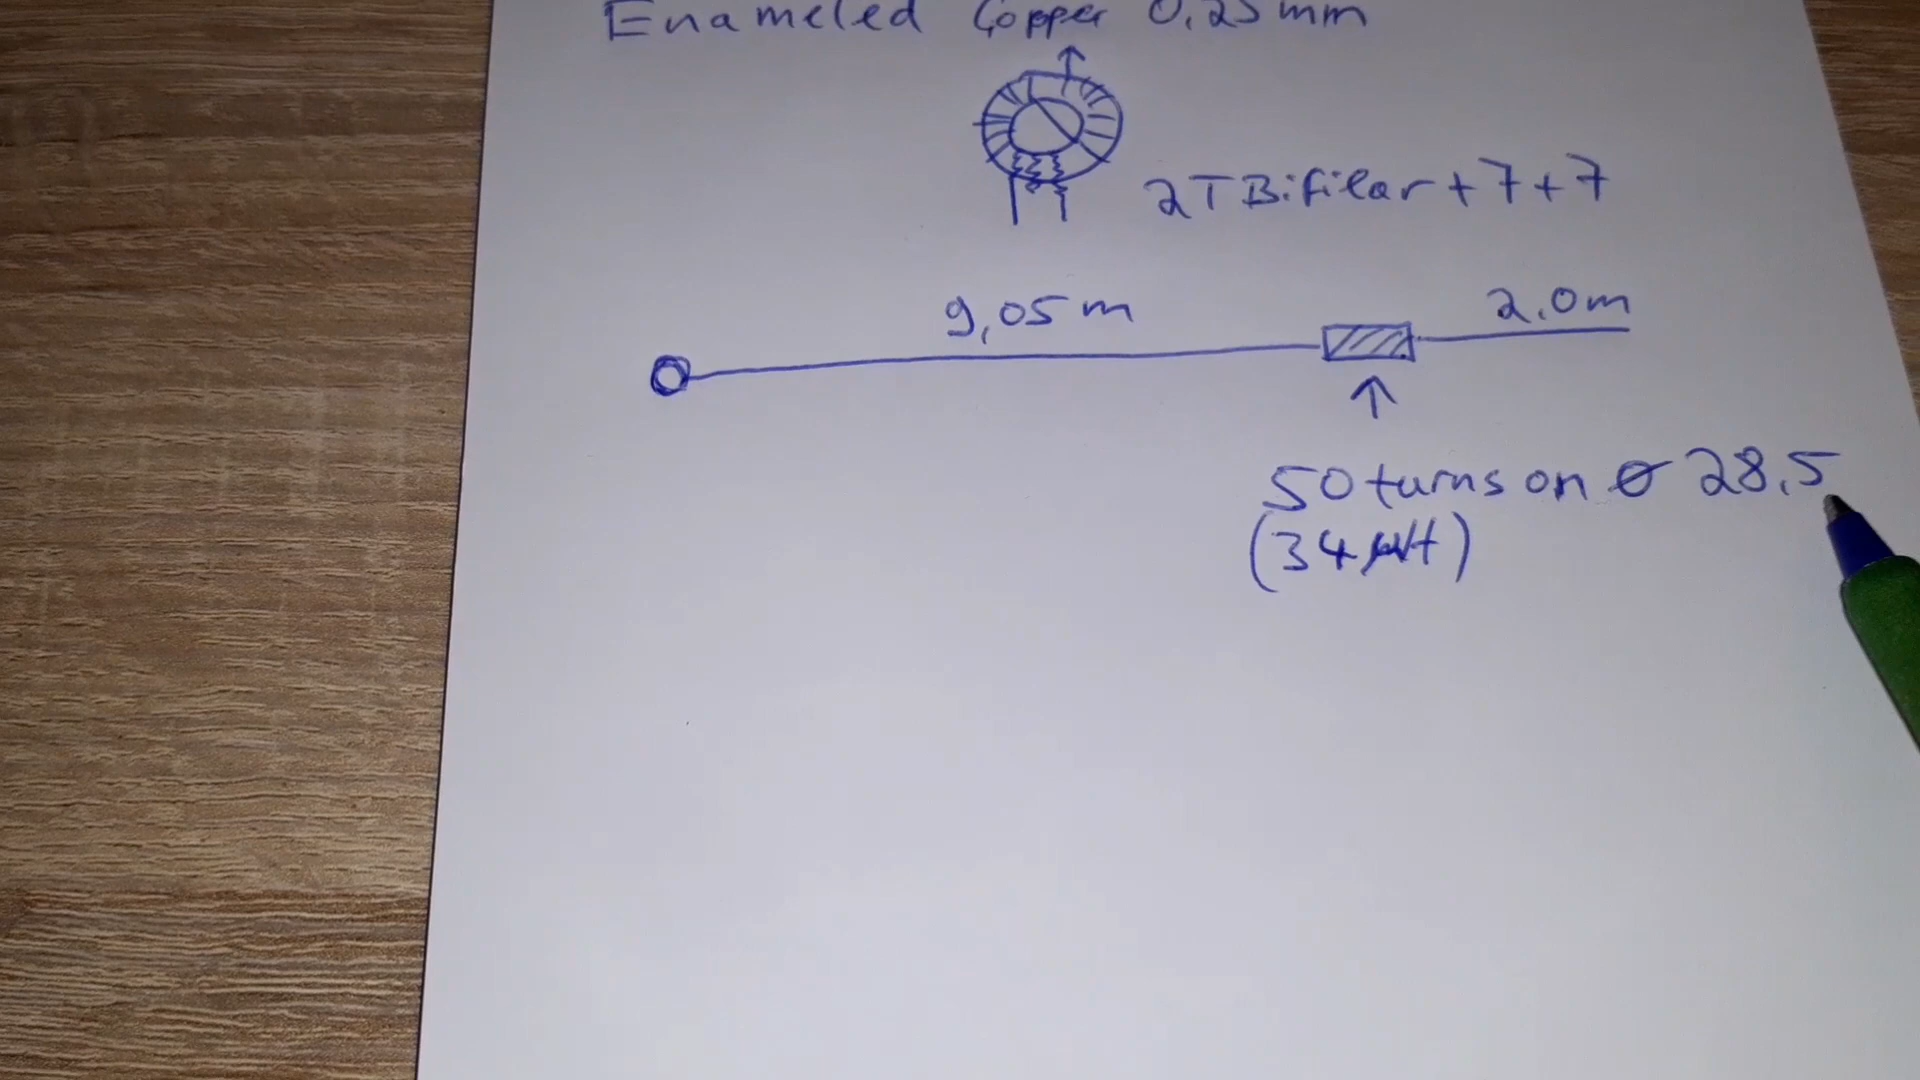 Enameled Copper 0,25mm
2T Bifilar + 7 + 7
9,05 m
2.0m
50 turns on ø 28,5
(34 µH)